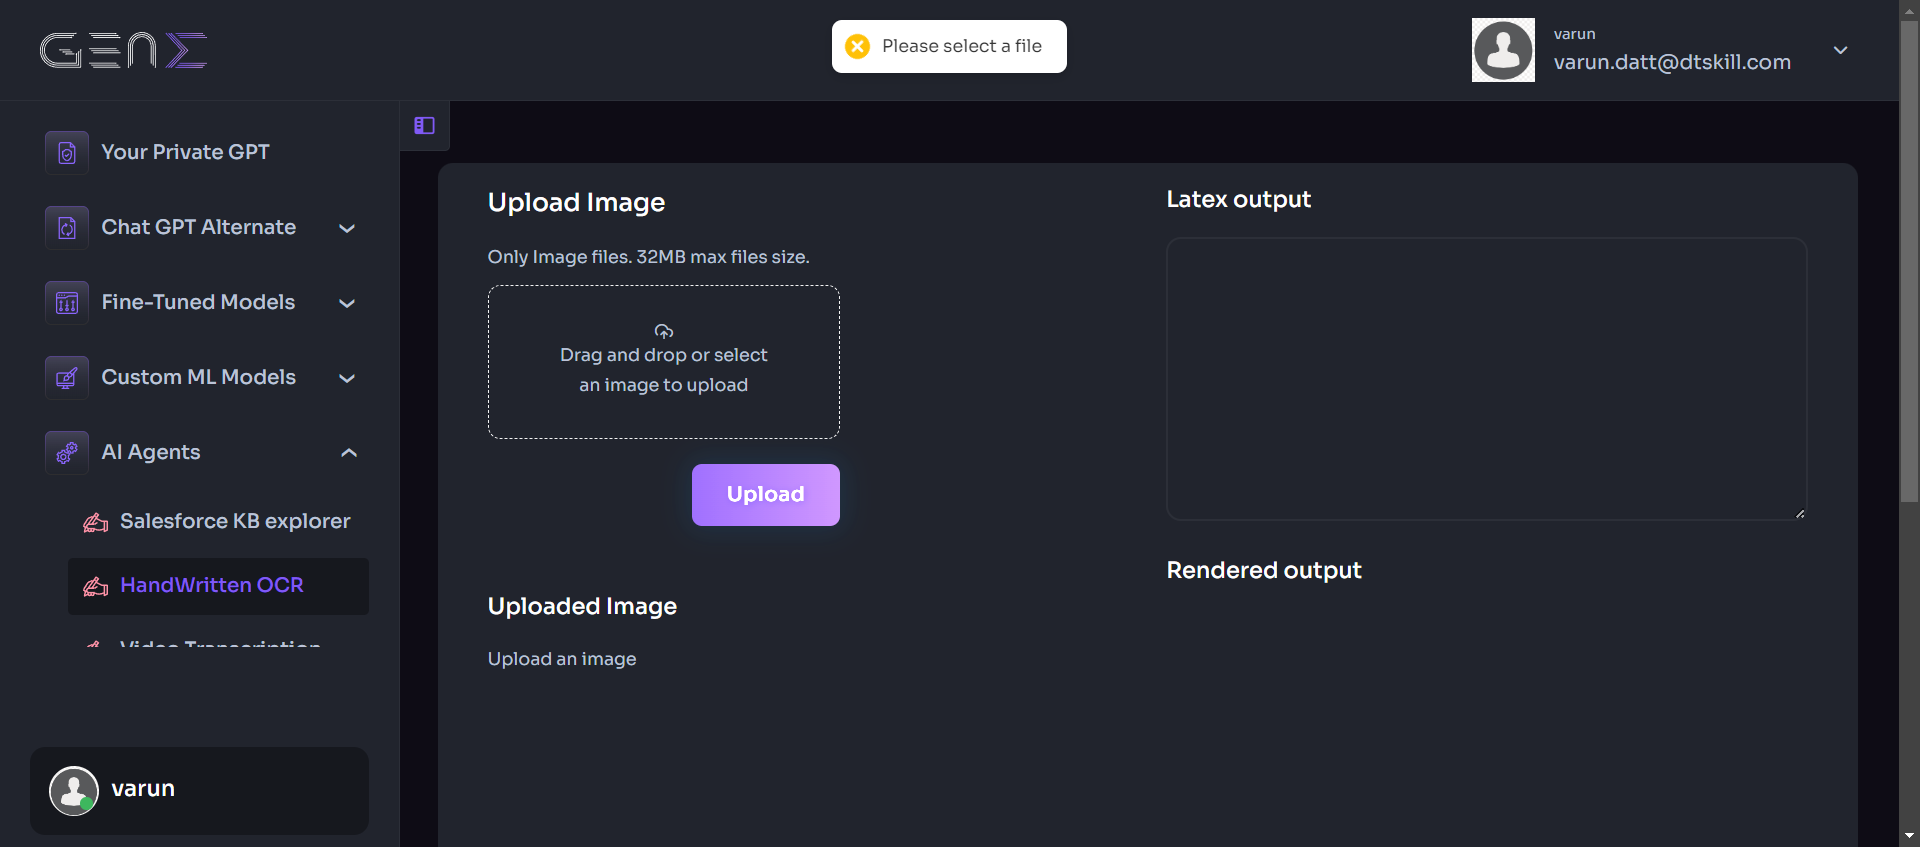 GENΣ
Please select a file
varun
varun.datt@dtskill.com
Your Private GPT
Chat GPT Alternate
Fine-Tuned Models
Custom ML Models
AI Agents
Salesforce KB explorer
HandWritten OCR
Video Transcription
varun
Upload Image
Only Image files. 32MB max files size.
Drag and drop or select
an image to upload
Upload
Uploaded Image
Upload an image
Latex output
Rendered output